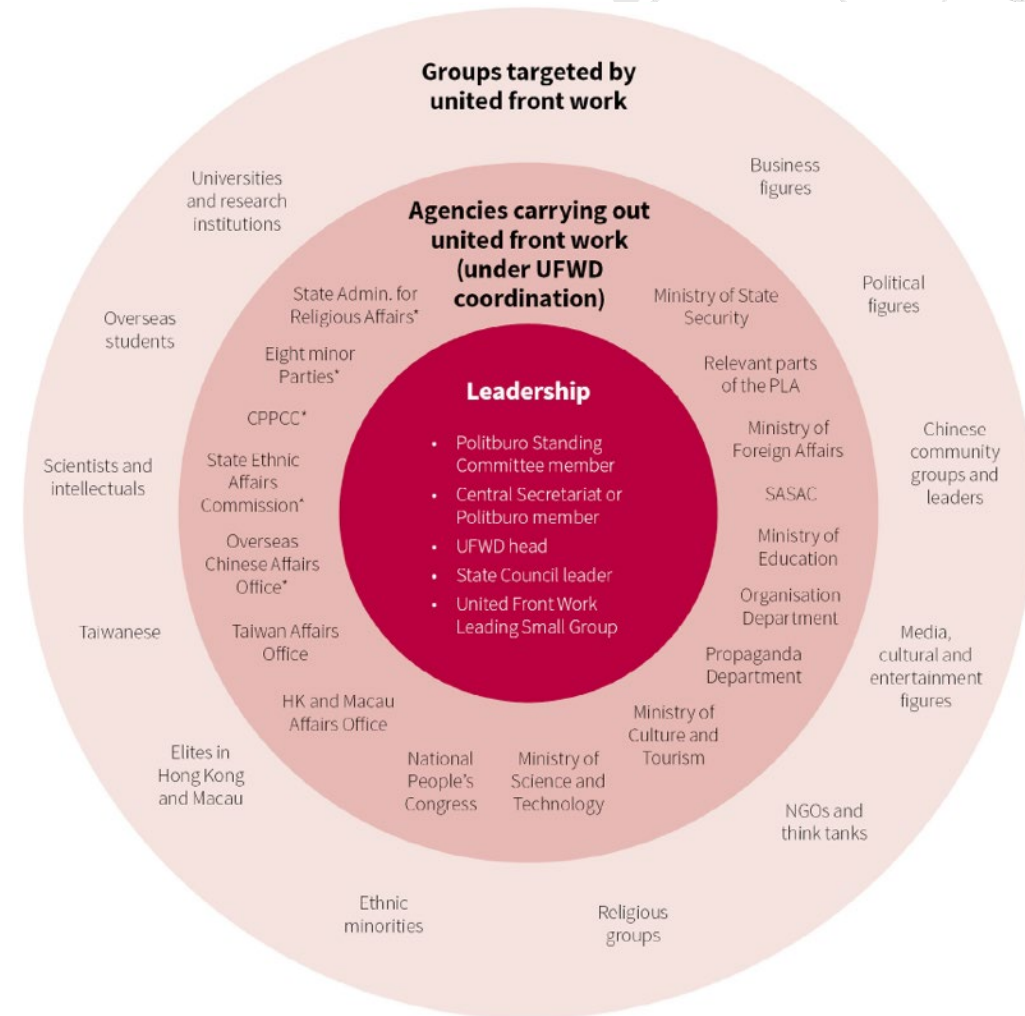 Groups targeted by
united front work
Universities
and research
institutions
Overseas
students
Scientists and
intellectuals
Taiwanese
Elites in
Hong Kong
and Macau
Ethnic
minorities
Religious
groups
NGOs and
think tanks
Media,
cultural and
entertainment
figures
Chinese
community
groups and
leaders
Political
figures
Business
figures
Agencies carrying out
united front work
(under UFWD
coordination)
State Admin. for
Religious Affairs*
Eight minor
Parties*
CPPCC*
State Ethnic
Affairs
Commission*
Overseas
Chinese Affairs
Office*
Taiwan Affairs
Office
HK and Macau
Affairs Office
National
People's
Congress
Ministry of
Science and
Technology
Ministry of
Culture and
Tourism
Propaganda
Department
Organisation
Department
Ministry of
Education
SASAC
Ministry of
Foreign Affairs
Relevant parts
of the PLA
Ministry of State
Security
Leadership
• Politburo Standing
Committee member
• Central Secretariat or
Politburo member
• UFWD head
• State Council leader
• United Front Work
Leading Small Group